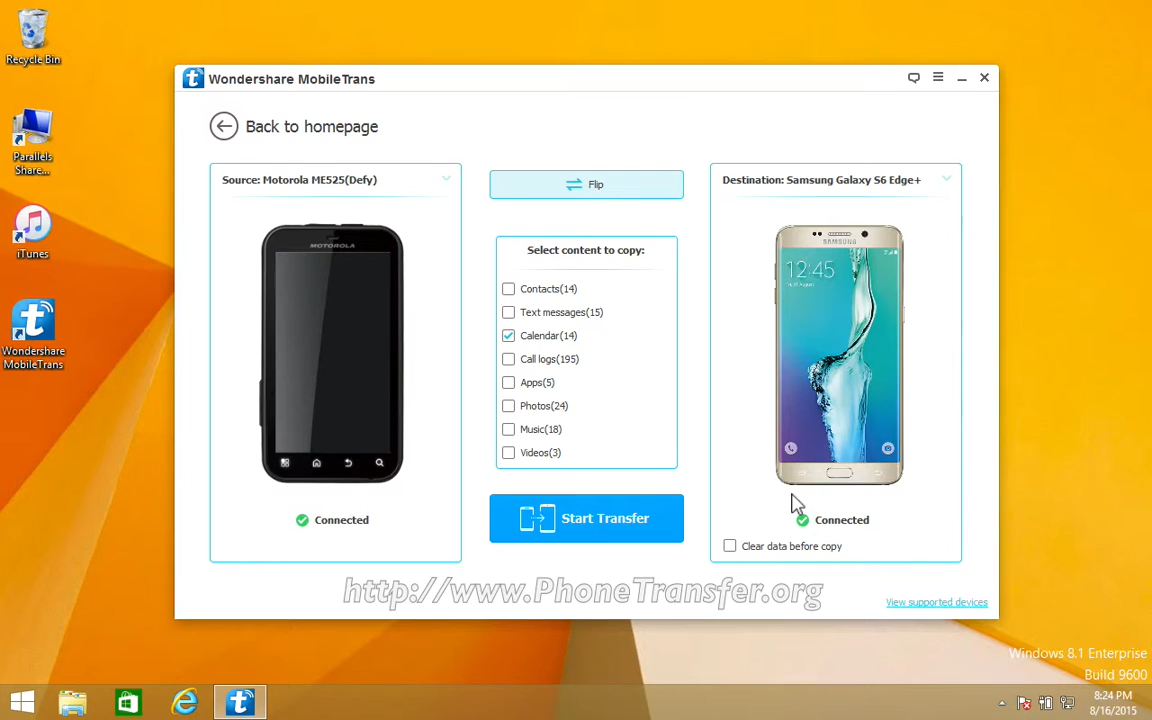 Recycle Bin
Parallels
Share...
iTunes
Wondershare
MobileTrans
Wondershare MobileTrans
Back to homepage
Source: Motorola ME525(Defy)
MOTOROLA
Connected
Flip
Select content to copy:
Contacts(14)
Text messages(15)
Calendar(14)
Call logs(195)
Apps(5)
Photos(24)
Music(18)
Videos(3)
Start Transfer
Destination: Samsung Galaxy S6 Edge+
SAMSUNG
12:45
Connected
Clear data before copy
http://www.PhoneTransfer.org
View supported devices
Windows 8.1 Enterprise
Build 9600
8:24 PM
8/16/2015